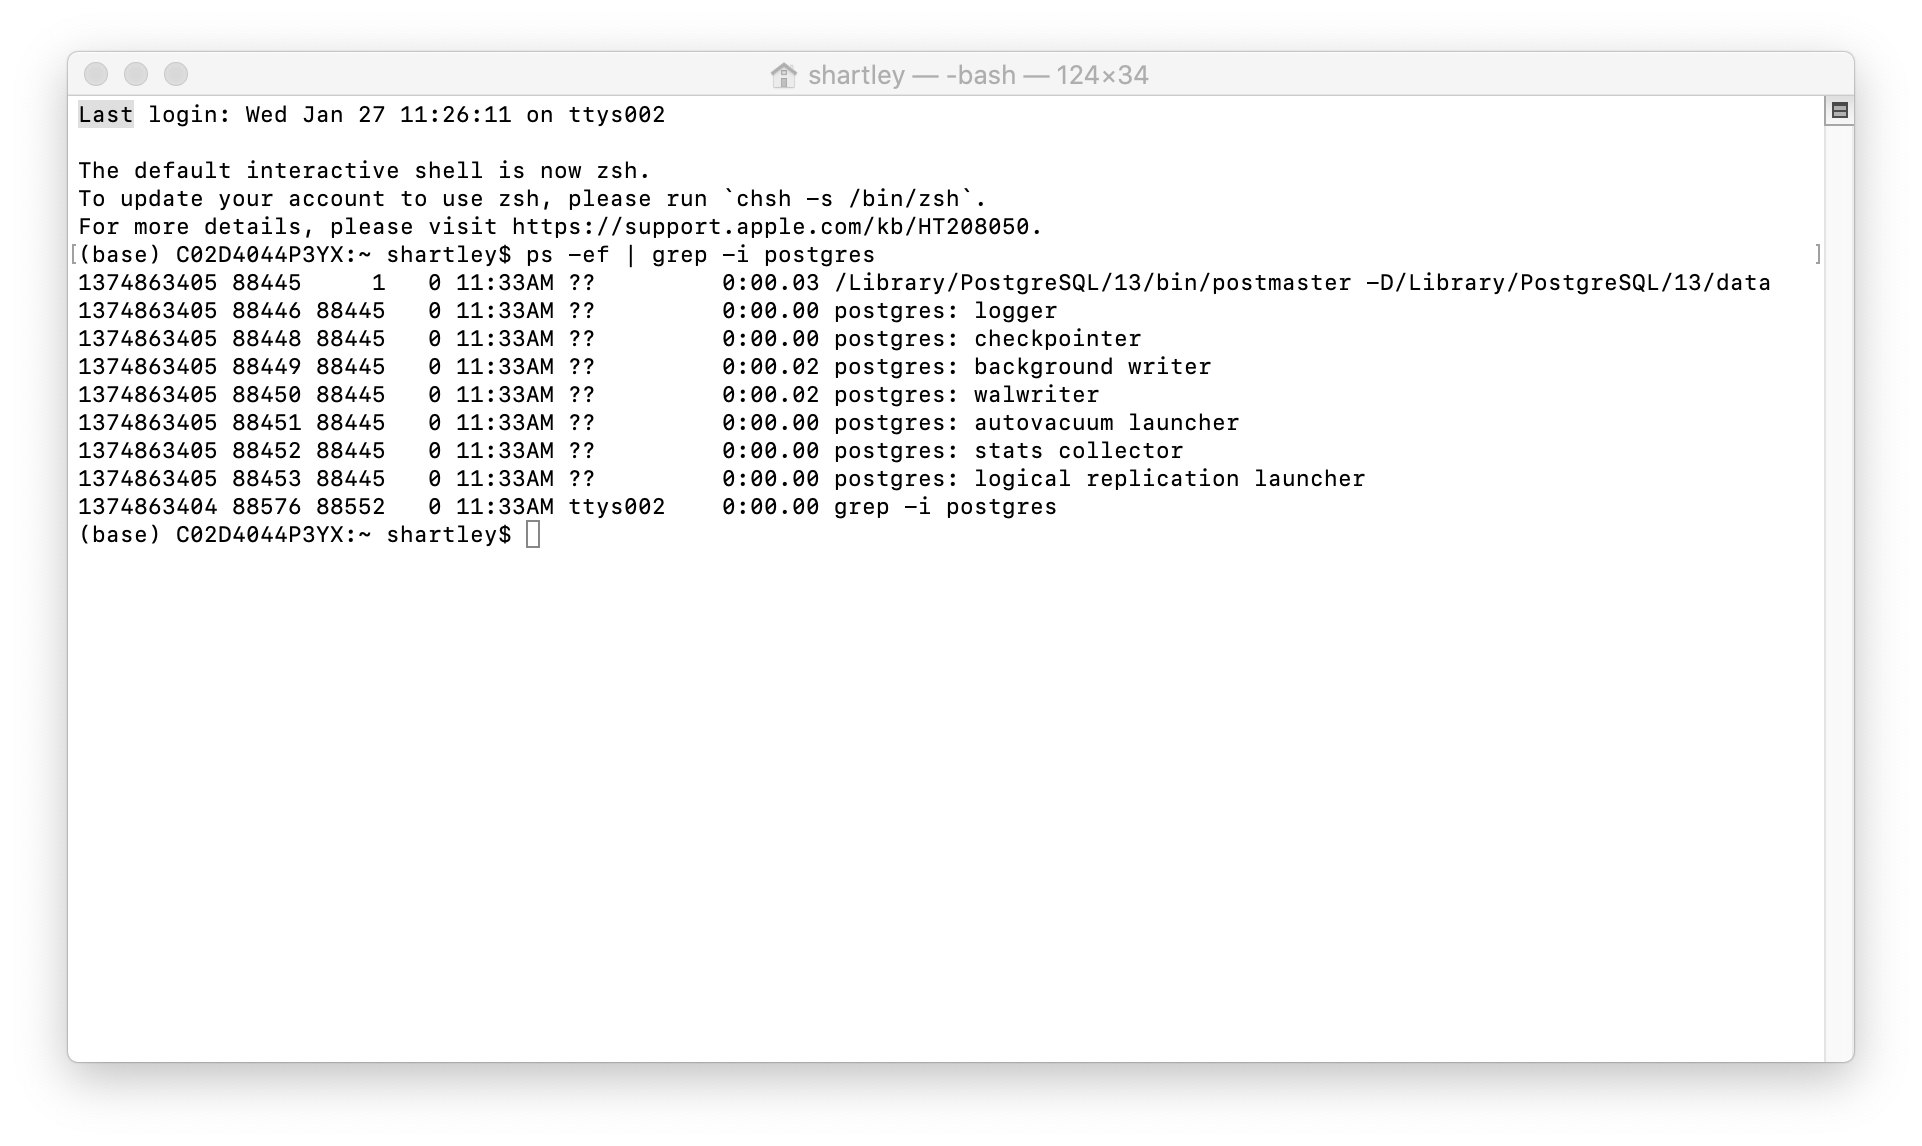 shartley — -bash — 124×34
Last login: Wed Jan 27 11:26:11 on ttys002
The default interactive shell is now zsh.
To update your account to use zsh, please run `chsh -s /bin/zsh`.
For more details, please visit https://support.apple.com/kb/HT208050.
[(base) C02D4044P3YX:~ shartley$ ps -ef | grep -i postgres ]
1374863405 88445     1   0 11:33AM ??         0:00.03 /Library/PostgreSQL/13/bin/postmaster -D/Library/PostgreSQL/13/data
1374863405 88446 88445   0 11:33AM ??         0:00.00 postgres: logger
1374863405 88448 88445   0 11:33AM ??         0:00.00 postgres: checkpointer
1374863405 88449 88445   0 11:33AM ??         0:00.02 postgres: background writer
1374863405 88450 88445   0 11:33AM ??         0:00.02 postgres: walwriter
1374863405 88451 88445   0 11:33AM ??         0:00.00 postgres: autovacuum launcher
1374863405 88452 88445   0 11:33AM ??         0:00.00 postgres: stats collector
1374863405 88453 88445   0 11:33AM ??         0:00.00 postgres: logical replication launcher
1374863404 88576 88552   0 11:33AM ttys002    0:00.00 grep -i postgres
(base) C02D4044P3YX:~ shartley$